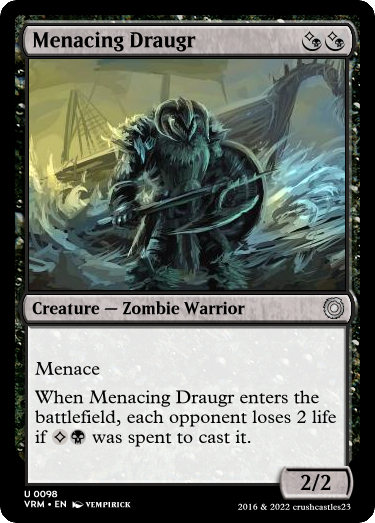 Menacing Draugr
Creature — Zombie Warrior
Menace
When Menacing Draugr enters the
battlefield, each opponent loses 2 life
if was spent to cast it.
2/2
U 0098
VRM • EN VEMPIRICK
2016 & 2022 crushcastles23